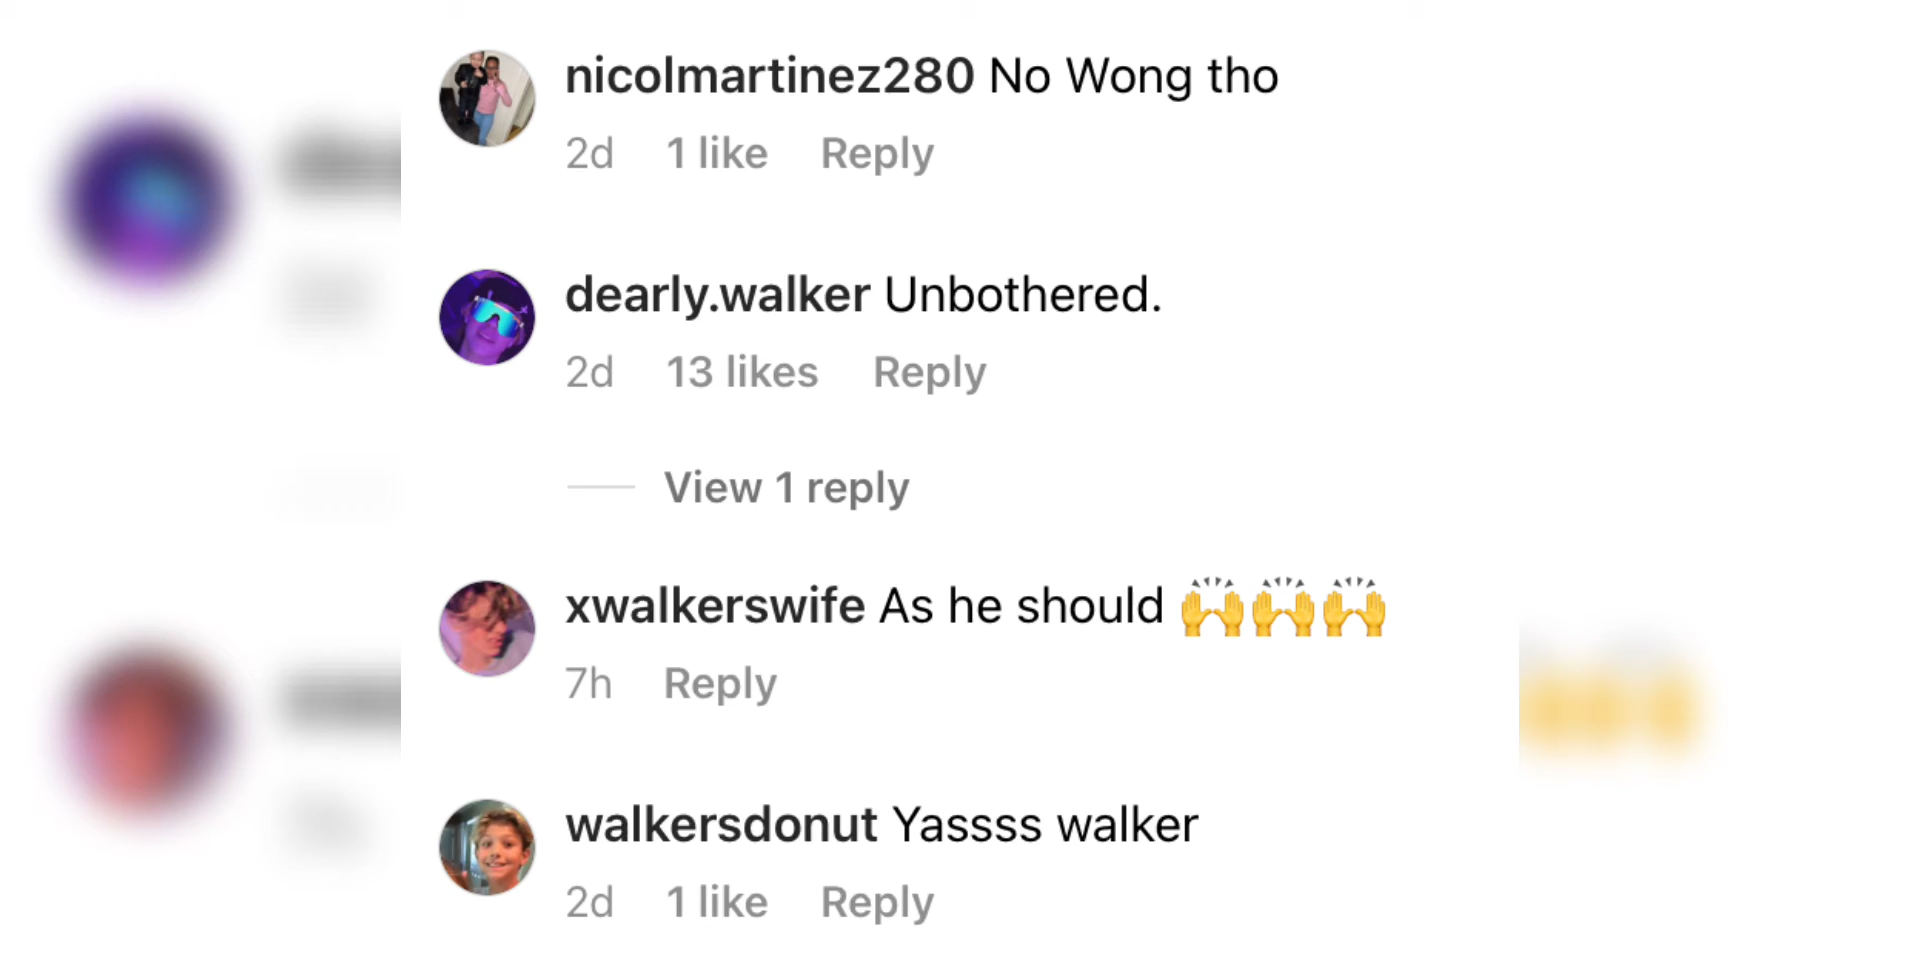 nicolmartinez280 No Wong tho
2d 1 like Reply
dearly.walker Unbothered.
2d 13 likes Reply
View 1 reply
xwalkerswife As he should 🙌🙌🙌
7h Reply
walkersdonut Yassss walker
2d 1 like Reply